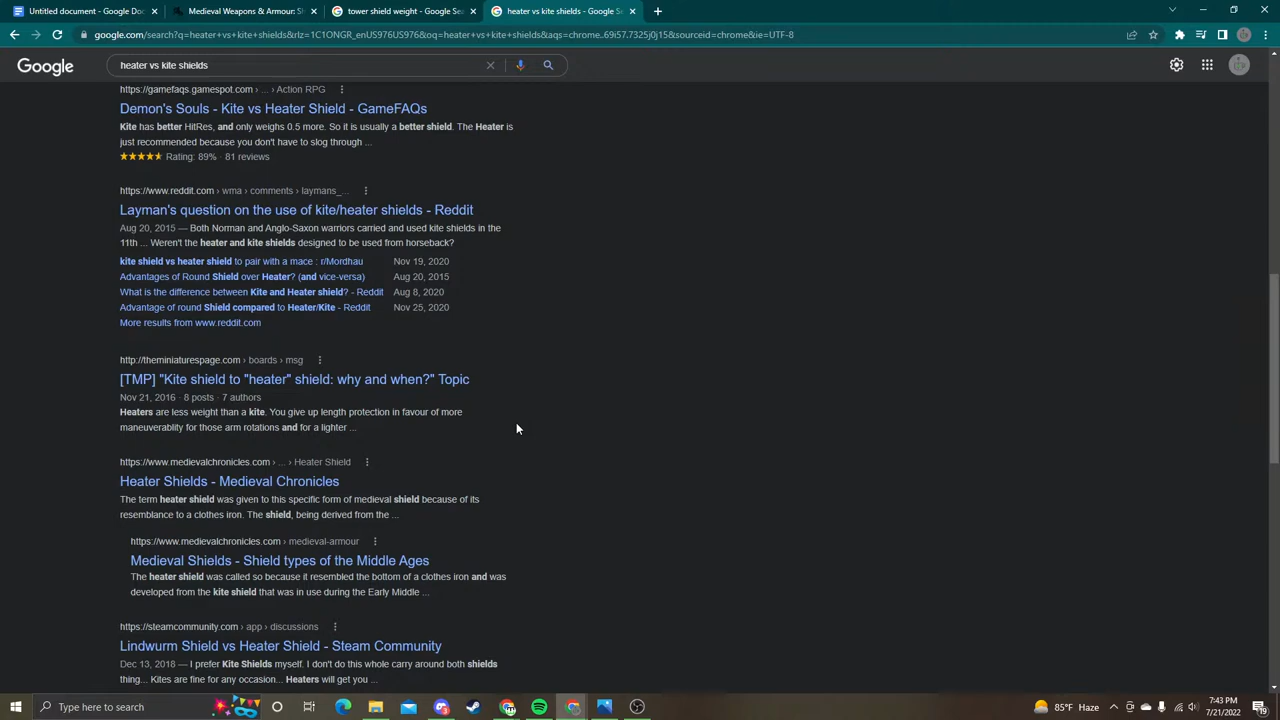 Untitled document - Google Doc
Medieval Weapons & Armour: Sh
tower shield weight - Google Sea
heater vs kite shields - Google Se
google.com/search?q=heater+vs+kite+shields&rlz=1C1ONGR_enUS976US976&oq=heater+vs+kite+shields&aqs=chrome..69i57.7325j0j15&sourceid=chrome&ie=UTF-8
Google
heater vs kite shields
https://gamefaqs.gamespot.com › ... › Action RPG
Demon's Souls - Kite vs Heater Shield - GameFAQs
Kite has better HitRes, and only weighs 0.5 more. So it is usually a better shield. The Heater is
just recommended because you don't have to slog through ...
Rating: 89% · 81 reviews
https://www.reddit.com › wma › comments › laymans_...
Layman's question on the use of kite/heater shields - Reddit
Aug 20, 2015 — Both Norman and Anglo-Saxon warriors carried and used kite shields in the
11th ... Weren't the heater and kite shields designed to be used from horseback?
kite shield vs heater shield to pair with a mace : r/Mordhau Nov 19, 2020
Advantages of Round Shield over Heater? (and vice-versa) Aug 20, 2015
What is the difference between Kite and Heater shield? - Reddit Aug 8, 2020
Advantage of round Shield compared to Heater/Kite - Reddit Nov 25, 2020
More results from www.reddit.com
http://theminiaturespage.com › boards › msg
[TMP] "Kite shield to "heater" shield: why and when?" Topic
Nov 21, 2016 · 8 posts · 7 authors
Heaters are less weight than a kite. You give up length protection in favour of more
maneuverablity for those arm rotations and for a lighter ...
https://www.medievalchronicles.com › ... › Heater Shield
Heater Shields - Medieval Chronicles
The term heater shield was given to this specific form of medieval shield because of its
resemblance to a clothes iron. The shield, being derived from the ...
https://www.medievalchronicles.com › medieval-armour
Medieval Shields - Shield types of the Middle Ages
The heater shield was called so because it resembled the bottom of a clothes iron and was
developed from the kite shield that was in use during the Early Middle ...
https://steamcommunity.com › app › discussions
Lindwurm Shield vs Heater Shield - Steam Community
Dec 13, 2018 — I prefer Kite Shields myself. I don't do this whole carry around both shields
thing... Kites are fine for any occasion... Heaters will get you ...
Type here to search
85°F Haze
7:43 PM
7/21/2022
19